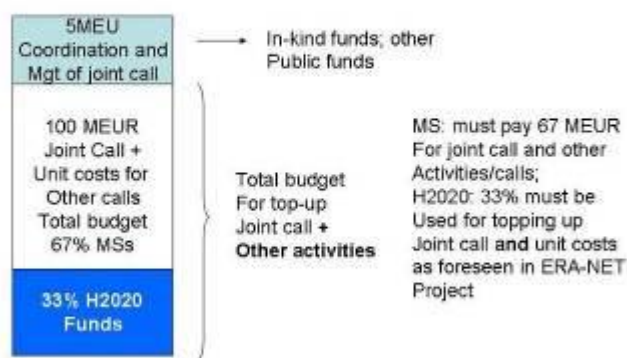 5MEU
Coordination and
Mgt of joint call
In-kind funds; other
Public funds
100 MEUR
Joint Call +
Unit costs for
Other calls
Total budget
67% MSs
33% H2020
Funds
Total budget
For top-up
Joint call +
Other activities
MS: must pay 67 MEUR
For joint call and other
Activities/calls;
H2020: 33% must be
Used for topping up
Joint call and unit costs
as foreseen in ERA-NET
Project